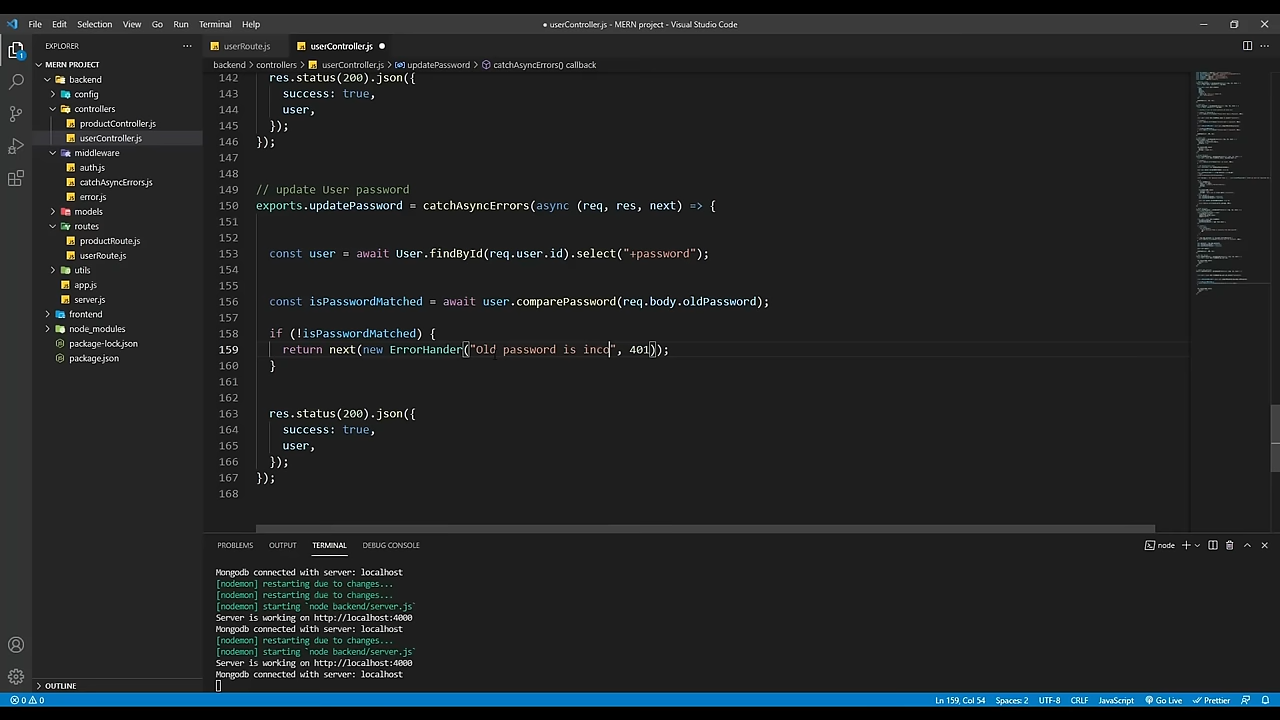 File Edit Selection View Go Run Terminal Help
● userController.js - MERN project - Visual Studio Code
EXPLORER
MERN PROJECT
backend
config
controllers
productController.js
userController.js
middleware
auth.js
catchAsyncErrors.js
error.js
models
routes
productRoute.js
userRoute.js
utils
app.js
server.js
frontend
node_modules
package-lock.json
package.json
OUTLINE
userRoute.js
userController.js ●
backend > controllers > userController.js > updatePassword > catchAsyncErrors() callback
142 res.status(200).json({
143 success: true,
144 user,
145 });
146 });
147
148
149 // update User password
150 exports.updatePassword = catchAsyncErrors(async (req, res, next) => {
151
152
153 const user = await User.findById(req.user.id).select("+password");
154
155
156 const isPasswordMatched = await user.comparePassword(req.body.oldPassword);
157
158 if (!isPasswordMatched) {
159 return next(new ErrorHander("Old password is inco", 401));
160 }
161
162
163 res.status(200).json({
164 success: true,
165 user,
166 });
167 });
168
PROBLEMS OUTPUT TERMINAL DEBUG CONSOLE
node
Mongodb connected with server: localhost
[nodemon] restarting due to changes...
[nodemon] restarting due to changes...
[nodemon] starting `node backend/server.js`
Server is working on http://localhost:4000
Mongodb connected with server: localhost
[nodemon] restarting due to changes...
[nodemon] starting `node backend/server.js`
Server is working on http://localhost:4000
Mongodb connected with server: localhost
0 0 Ln 159, Col 54 Spaces: 2 UTF-8 CRLF JavaScript Go Live Prettier